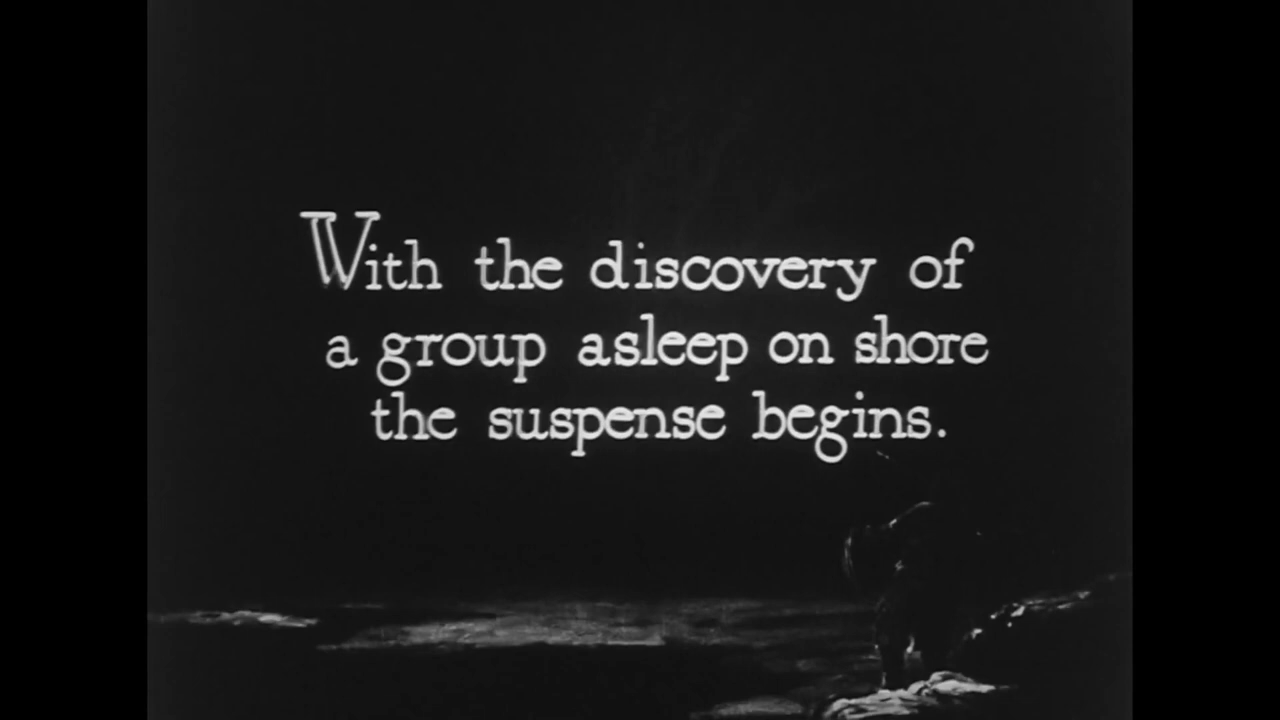 With the discovery of
a group asleep on shore
the suspense begins.